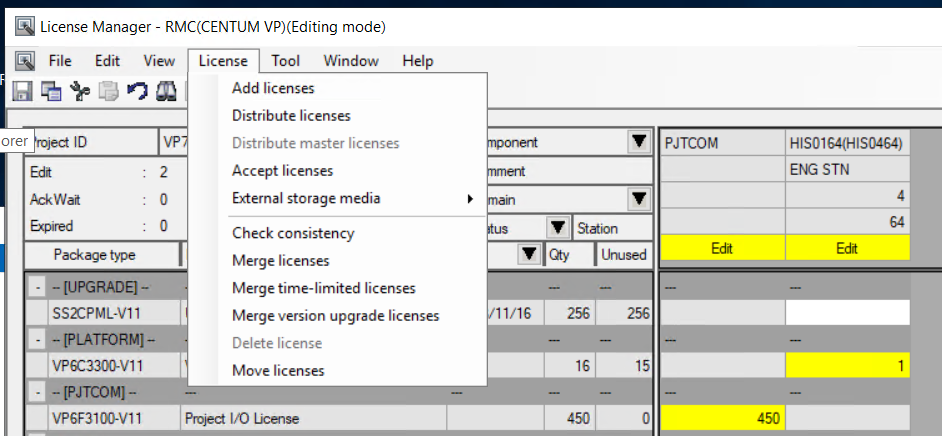 License Manager - RMC(CENTUM VP)(Editing mode)
File Edit View License Tool Window Help
orer
Project ID VP7
Edit : 2
AckWait : 0
Expired : 0
Package type
Add licenses
Distribute licenses
Distribute master licenses
Accept licenses
External storage media
Check consistency
Merge licenses
Merge time-limited licenses
Merge version upgrade licenses
Delete license
Move licenses
mponent
mment
main
atus Station
Qty Unused
PJTCOM HIS0164(HIS0464)
ENG STN
4
64
Edit Edit
- -- [UPGRADE] -- --- --- --- ---
SS2CPML-V11 /11/16 256 256
- -- [PLATFORM] -- --- --- --- ---
VP6C3300-V11 16 15 1
- -- [PJTCOM] -- --- --- --- --- --- ---
VP6F3100-V11 Project I/O License 450 0 450